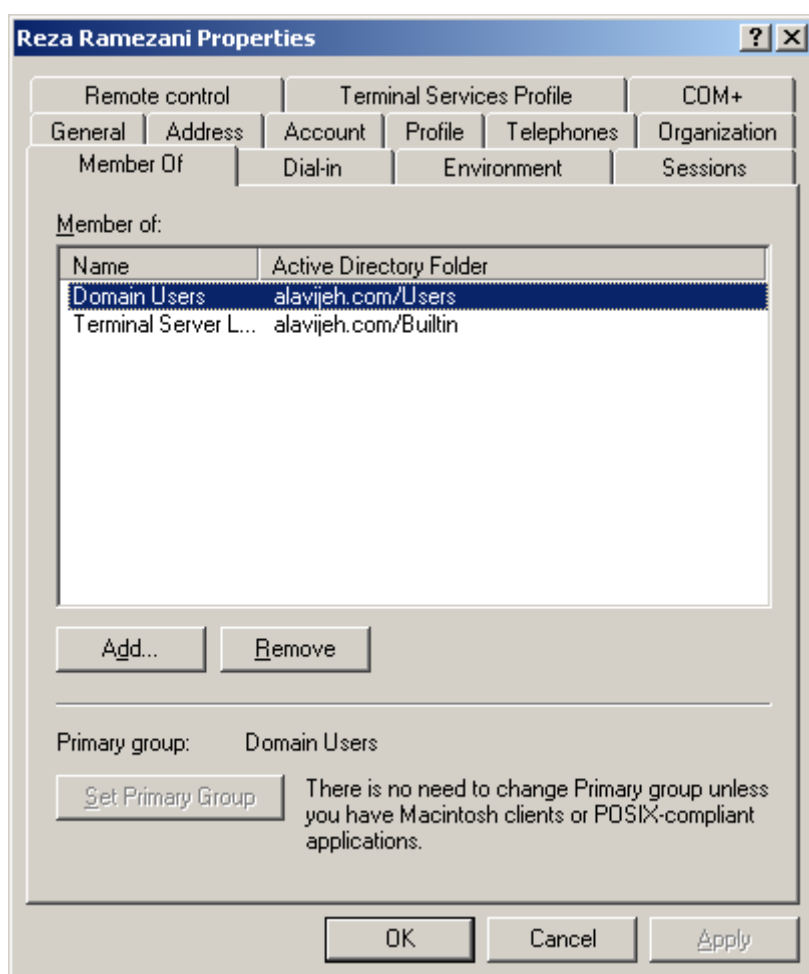 Reza Ramezani Properties
Remote control Terminal Services Profile COM+
General Address Account Profile Telephones Organization
Member Of Dial-in Environment Sessions
Member of:
Name Active Directory Folder
Domain Users alavijeh.com/Users
Terminal Server L... alavijeh.com/Builtin
Add... Remove
Primary group: Domain Users
Set Primary Group
There is no need to change Primary group unless
you have Macintosh clients or POSIX-compliant
applications.
OK Cancel Apply